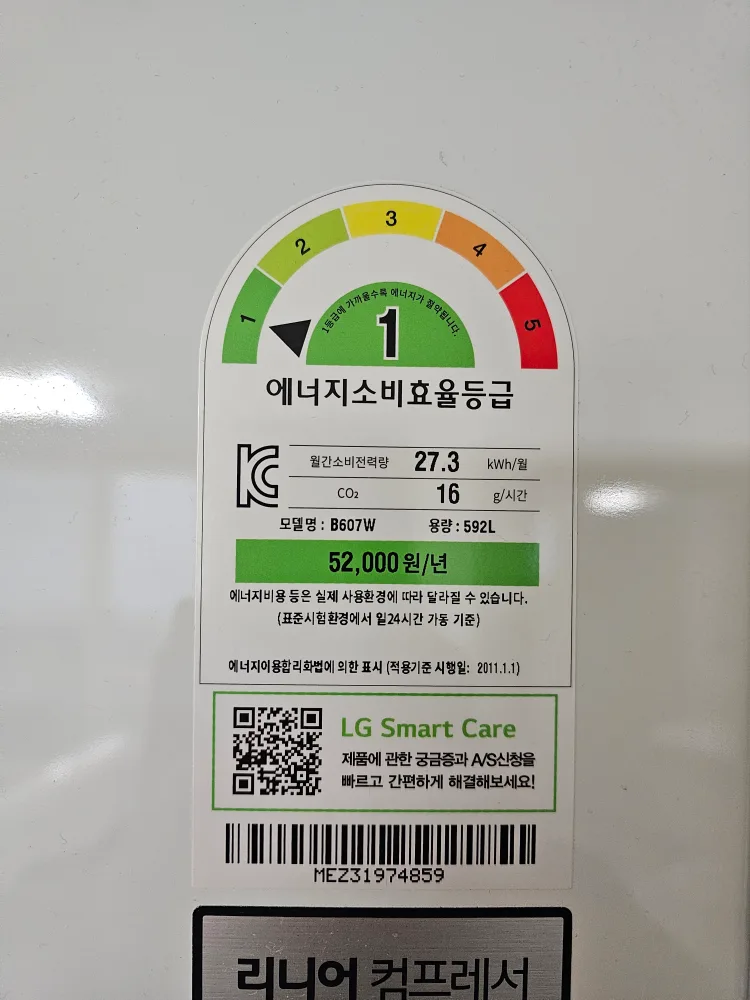 1
2
3
4
5
1등급에 가까울수록 에너지가 절약됩니다.
1
에너지소비효율등급
월간소비전력량 27.3 kWh/월
CO₂ 16 g/시간
모델명 : B607W 용량 : 592L
52,000원/년
에너지비용 등은 실제 사용환경에 따라 달라질 수 있습니다.
(표준시험환경에서 일24시간 가동 기준)
에너지이용합리화법에 의한 표시 (적용기준 시행일: 2011.1.1)
LG Smart Care
제품에 관한 궁금증과 A/S신청을
빠르고 간편하게 해결해보세요!
MEZ31974859
리니어 컴프레서